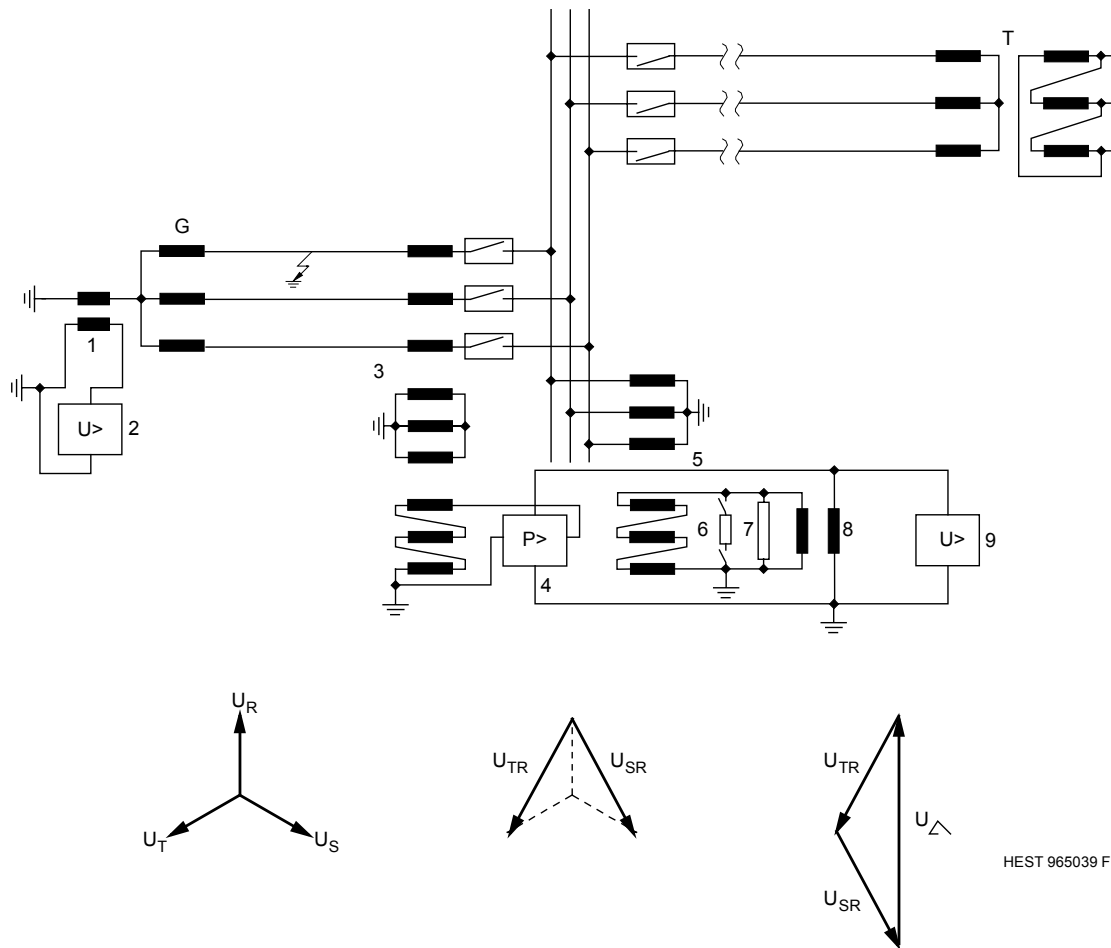 T
G
1
U> 2
3
5
P>
4
6
7
8
U> 9
U_R
U_T
U_S
U_TR
U_SR
U_TR
U_△
U_SR
HEST 965039 F